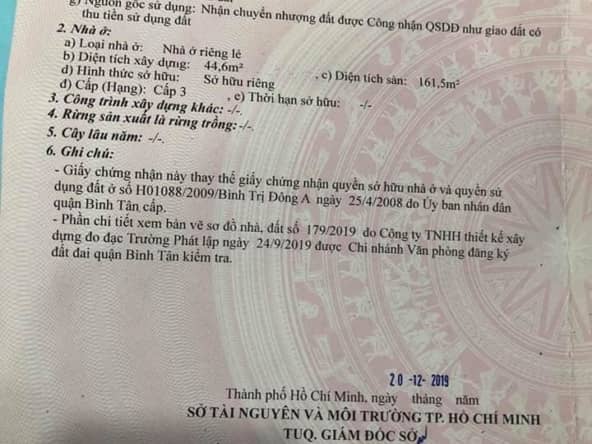 g) Nguồn gốc sử dụng: Nhận chuyển nhượng đất được Công nhận QSDĐ như giao đất có
thu tiền sử dụng đất
2. Nhà ở:
a) Loại nhà ở: Nhà ở riêng lẻ
b) Diện tích xây dựng: 44,6m² , c) Diện tích sàn: 161,5m²
d) Hình thức sở hữu: Sở hữu riêng
đ) Cấp (Hạng): Cấp 3 , e) Thời hạn sở hữu: -/-
3. Công trình xây dựng khác: -/-.
4. Rừng sản xuất là rừng trồng: -/-.
5. Cây lâu năm: -/-.
6. Ghi chú:
- Giấy chứng nhận này thay thế giấy chứng nhận quyền sở hữu nhà ở và quyền sử
dụng đất ở số H01088/2009/Bình Trị Đông A ngày 25/4/2008 do Ủy ban nhân dân
quận Bình Tân cấp.
- Phần chi tiết xem bản vẽ sơ đồ nhà, đất số 179/2019 do Công ty TNHH thiết kế xây
dựng đo đạc Trường Phát lập ngày 24/9/2019 được Chi nhánh Văn phòng đăng ký
đất đai quận Bình Tân kiểm tra.
20 -12- 2019
Thành phố Hồ Chí Minh, ngày tháng năm
SỞ TÀI NGUYÊN VÀ MÔI TRƯỜNG TP. HỒ CHÍ MINH
TUQ. GIÁM ĐỐC SỞ